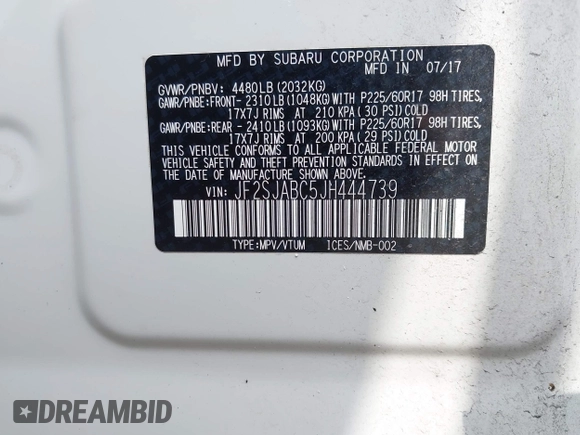 MFD BY SUBARU CORPORATION
MFD IN 07/17
GVWR/PNBV: 4480LB(2032KG)
GAWR/PNBE:FRONT-2310LB(1048KG)WITH P225/60R17 98H TIRES,
17X7J RIMS AT 210 KPA(30 PSI)COLD
GAWR/PNBE:REAR -2410LB(1093KG)WITH P225/60R17 98H TIRES,
17X7J RIMS AT 200 KPA(29 PSI)COLD
THIS VEHICLE CONFORMS TO ALL APPLICABLE FEDERAL MOTOR
VEHICLE SAFETY AND THEFT PREVENTION STANDARDS IN EFFECT ON
THE DATE OF MANUFACTURE SHOWN ABOVE.
VIN: JF2SJABC5JH444739
TYPE:MPV/VTUM ICES/NMB-002
DREAMBID